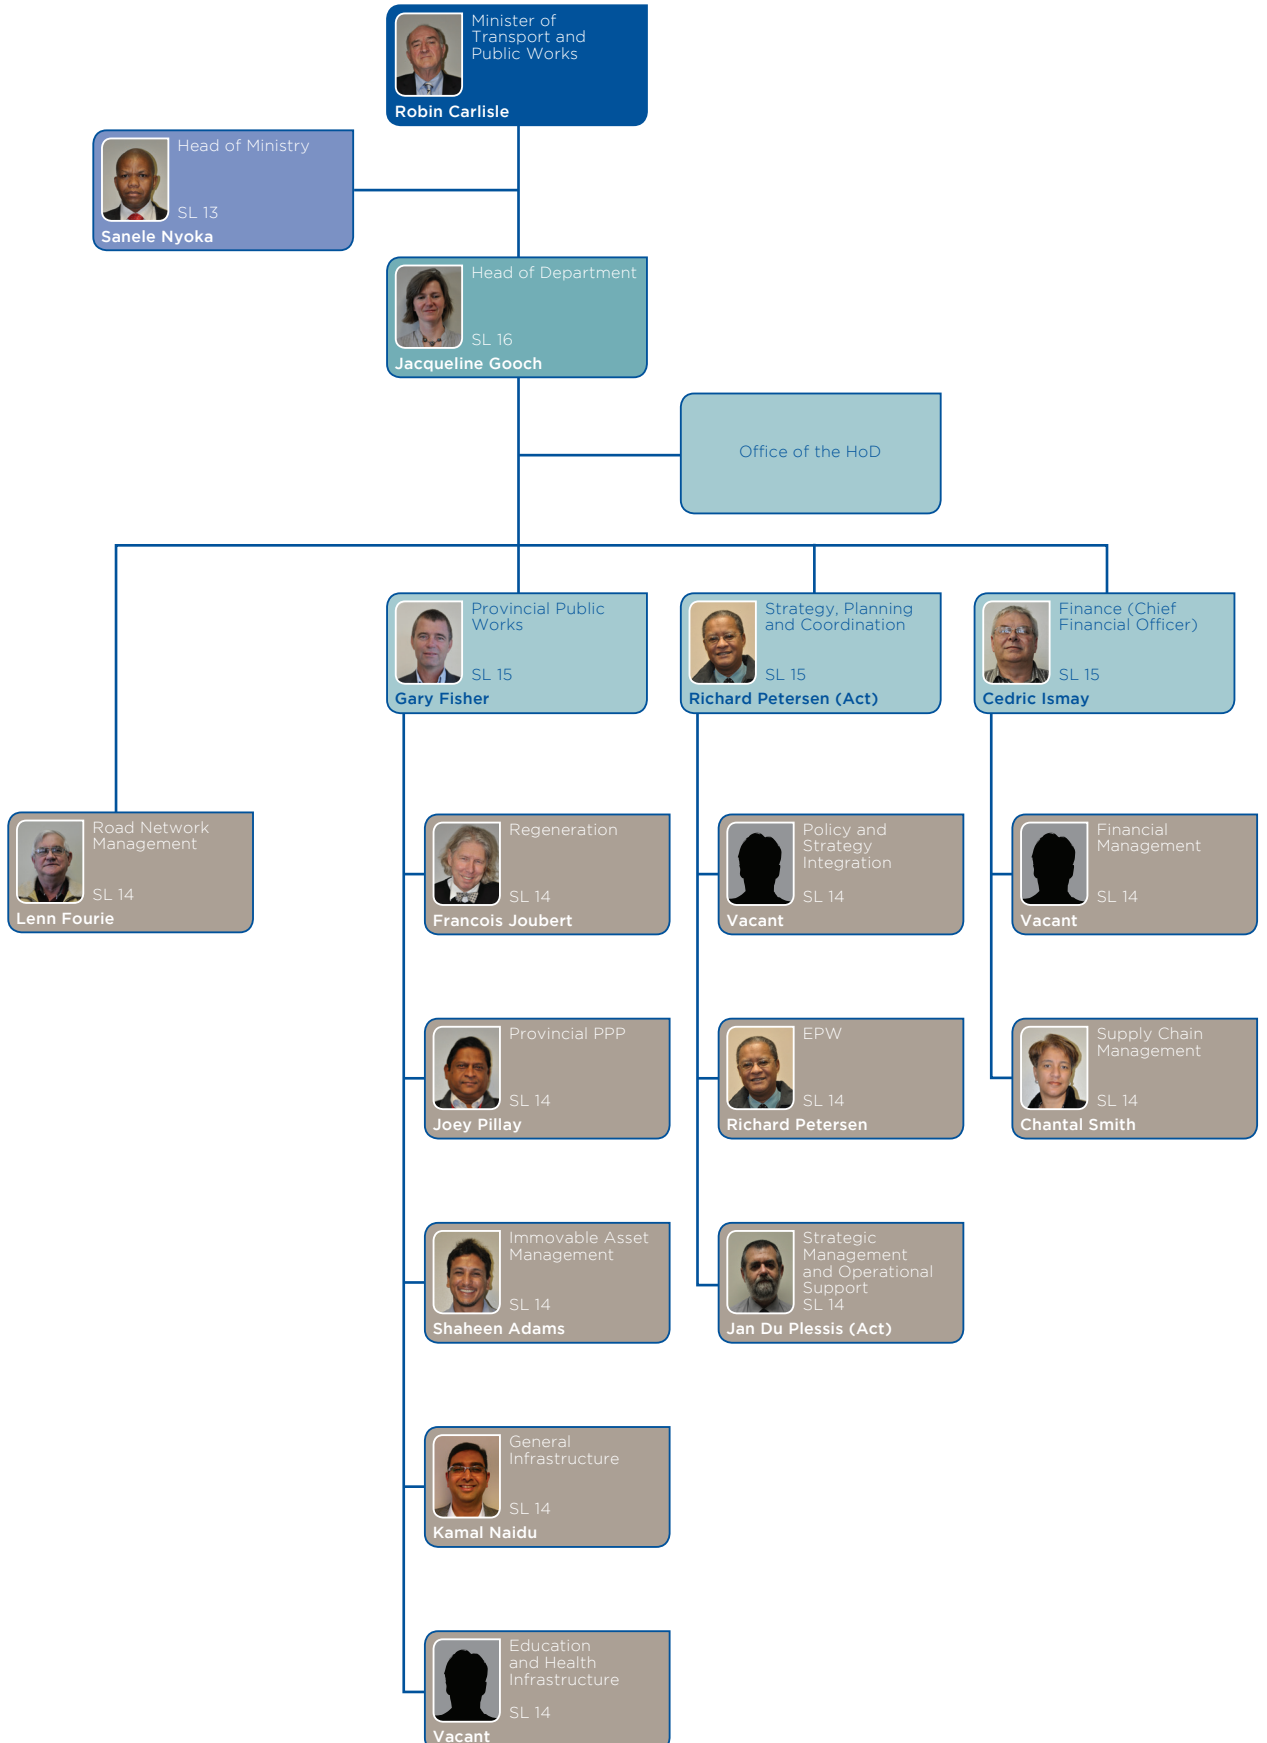 Minister of
Transport and
Public Works
Robin Carlisle
Head of Ministry
SL 13
Sanele Nyoka
Head of Department
SL 16
Jacqueline Gooch
Office of the HoD
Provincial Public
Works
SL 15
Gary Fisher
Strategy, Planning
and Coordination
SL 15
Richard Petersen (Act)
Finance (Chief
Financial Officer)
SL 15
Cedric Ismay
Road Network
Management
SL 14
Lenn Fourie
Regeneration
SL 14
Francois Joubert
Policy and
Strategy
Integration
SL 14
Vacant
Financial
Management
SL 14
Vacant
Provincial PPP
SL 14
Joey Pillay
EPW
SL 14
Richard Petersen
Supply Chain
Management
SL 14
Chantal Smith
Immovable Asset
Management
SL 14
Shaheen Adams
Strategic
Management
and Operational
Support
SL 14
Jan Du Plessis (Act)
General
Infrastructure
SL 14
Kamal Naidu
Education
and Health
Infrastructure
SL 14
Vacant